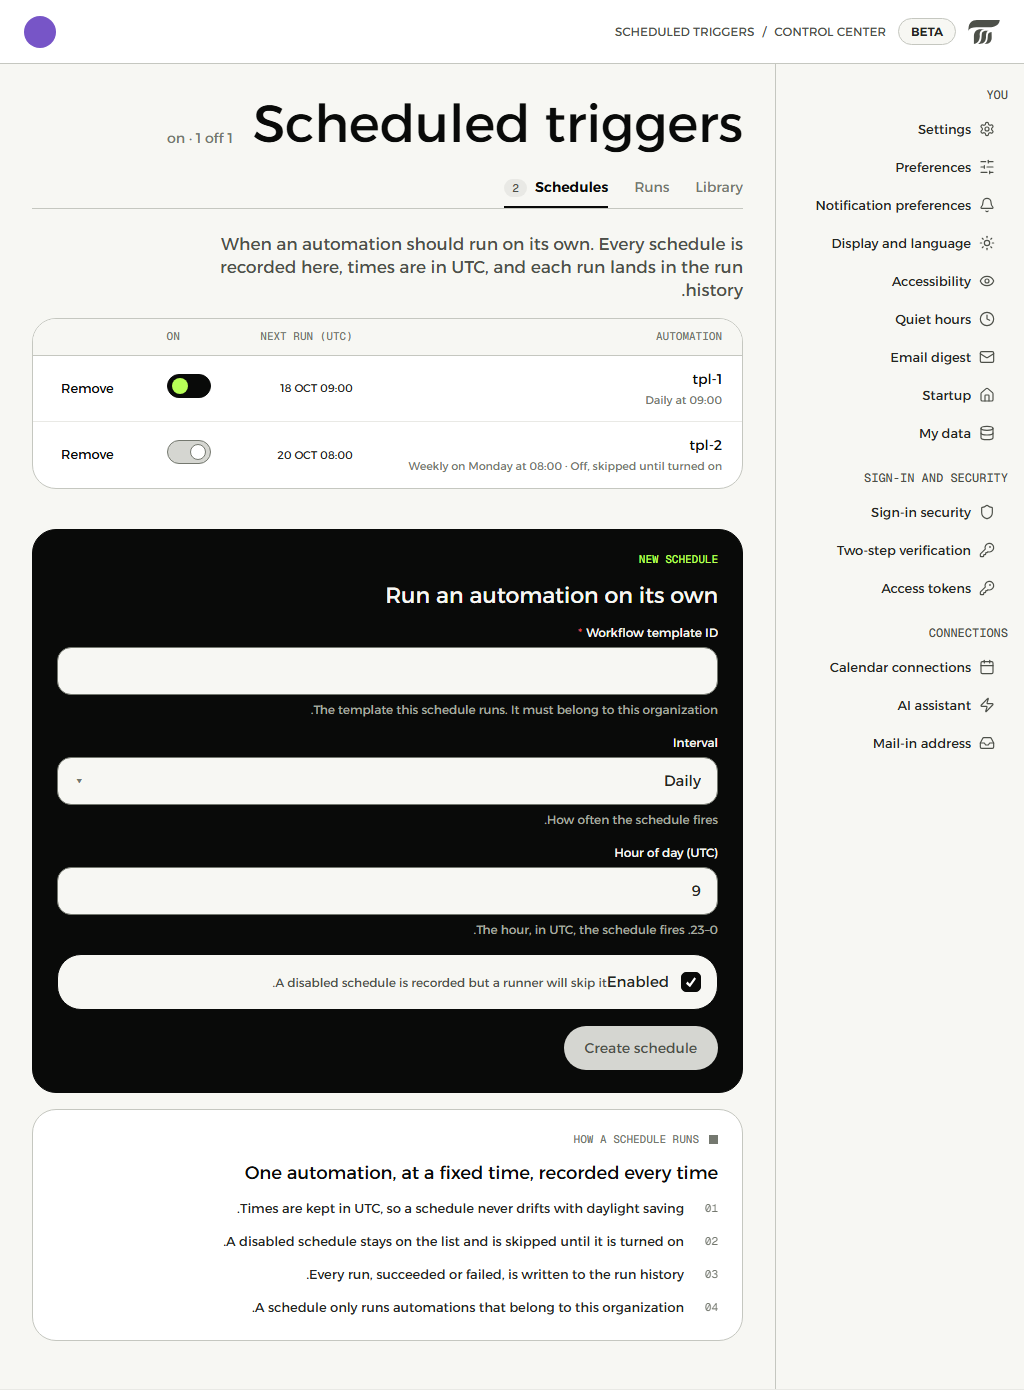 BETA
CONTROL CENTER / SCHEDULED TRIGGERS
YOU
Settings
Preferences
Notification preferences
Display and language
Accessibility
Quiet hours
Email digest
Startup
My data
SIGN-IN AND SECURITY
Sign-in security
Two-step verification
Access tokens
CONNECTIONS
Calendar connections
AI assistant
Mail-in address
Scheduled triggers
on · 1 off 1
Library
Runs
Schedules 2
When an automation should run on its own. Every schedule is
recorded here, times are in UTC, and each run lands in the run
.history
AUTOMATION NEXT RUN (UTC) ON
tpl-1
Daily at 09:00
18 OCT 09:00
Remove
tpl-2
Weekly on Monday at 08:00 · Off, skipped until turned on
20 OCT 08:00
Remove
NEW SCHEDULE
Run an automation on its own
* Workflow template ID
.The template this schedule runs. It must belong to this organization
Interval
Daily
.How often the schedule fires
Hour of day (UTC)
9
.The hour, in UTC, the schedule fires .23–0
Enabled
.A disabled schedule is recorded but a runner will skip it
Create schedule
HOW A SCHEDULE RUNS
One automation, at a fixed time, recorded every time
01 .Times are kept in UTC, so a schedule never drifts with daylight saving
02 .A disabled schedule stays on the list and is skipped until it is turned on
03 .Every run, succeeded or failed, is written to the run history
04 .A schedule only runs automations that belong to this organization